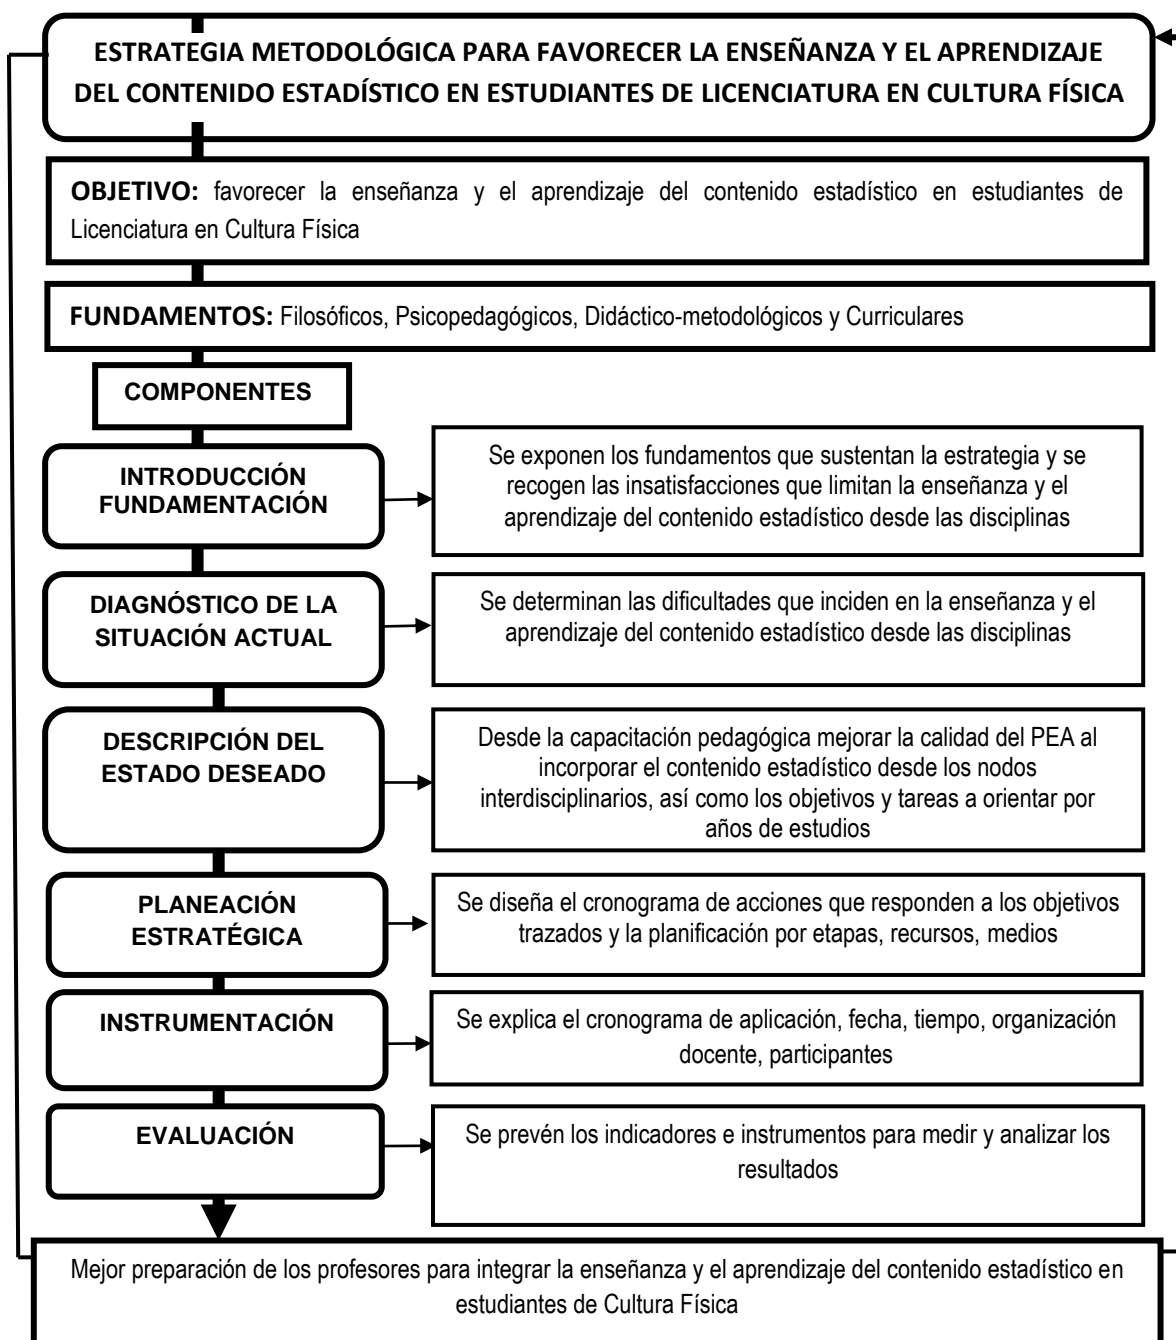 ESTRATEGIA METODOLÓGICA PARA FAVORECER LA ENSEÑANZA Y EL APRENDIZAJE
DEL CONTENIDO ESTADÍSTICO EN ESTUDIANTES DE LICENCIATURA EN CULTURA FÍSICA
OBJETIVO: favorecer la enseñanza y el aprendizaje del contenido estadístico en estudiantes de
Licenciatura en Cultura Física
FUNDAMENTOS: Filosóficos, Psicopedagógicos, Didáctico-metodológicos y Curriculares
COMPONENTES
INTRODUCCIÓN
FUNDAMENTACIÓN
Se exponen los fundamentos que sustentan la estrategia y se
recogen las insatisfacciones que limitan la enseñanza y el
aprendizaje del contenido estadístico desde las disciplinas
DIAGNÓSTICO DE LA
SITUACIÓN ACTUAL
Se determinan las dificultades que inciden en la enseñanza y el
aprendizaje del contenido estadístico desde las disciplinas
DESCRIPCIÓN DEL
ESTADO DESEADO
Desde la capacitación pedagógica mejorar la calidad del PEA al
incorporar el contenido estadístico desde los nodos
interdisciplinarios, así como los objetivos y tareas a orientar por
años de estudios
PLANEACIÓN
ESTRATÉGICA
Se diseña el cronograma de acciones que responden a los objetivos
trazados y la planificación por etapas, recursos, medios
INSTRUMENTACIÓN
Se explica el cronograma de aplicación, fecha, tiempo, organización
docente, participantes
EVALUACIÓN
Se prevén los indicadores e instrumentos para medir y analizar los
resultados
Mejor preparación de los profesores para integrar la enseñanza y el aprendizaje del contenido estadístico en
estudiantes de Cultura Física